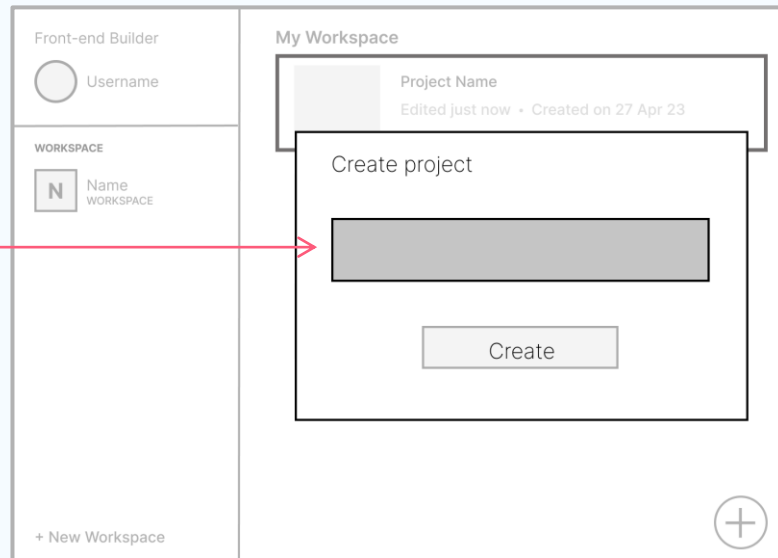 Front-end Builder
Username
WORKSPACE
N
Name
WORKSPACE
+ New Workspace
My Workspace
Project Name
Edited just now • Created on 27 Apr 23
Create project
Create